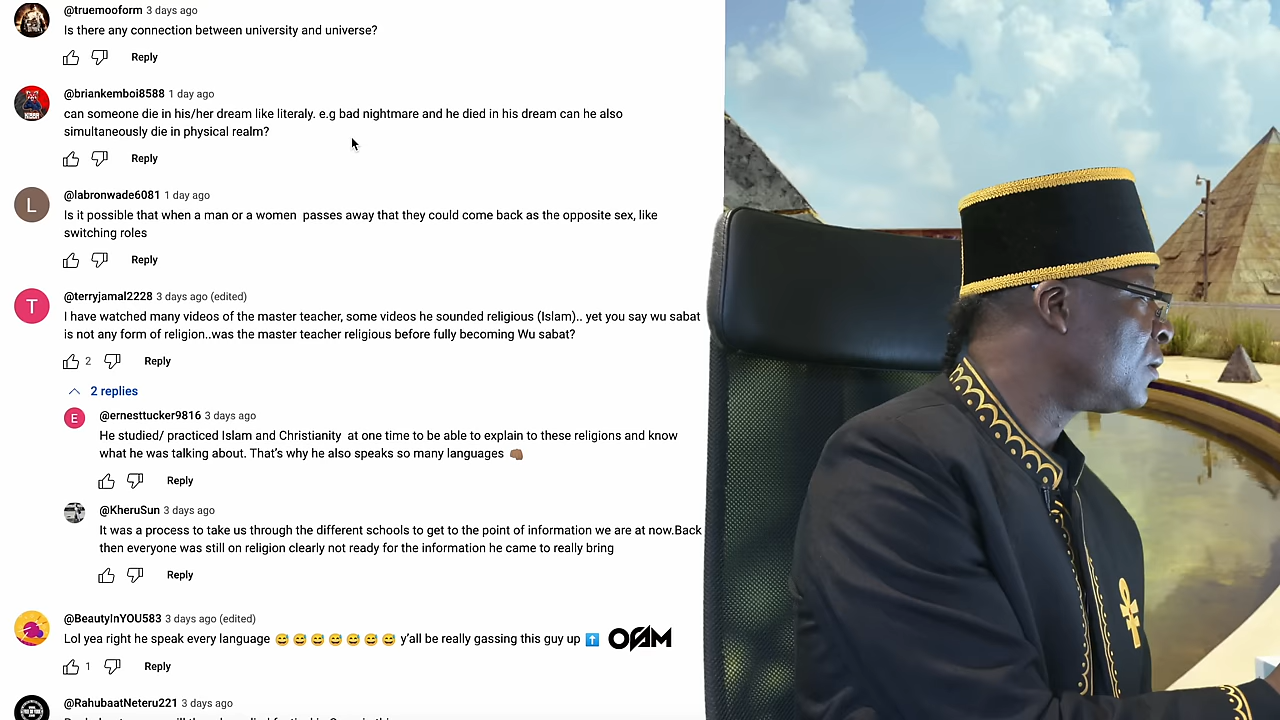 @truemooform 3 days ago
Is there any connection between university and universe?
Reply
@briankemboi8588 1 day ago
can someone die in his/her dream like literaly. e.g bad nightmare and he died in his dream can he also
simultaneously die in physical realm?
Reply
L
@labronwade6081 1 day ago
Is it possible that when a man or a women passes away that they could come back as the opposite sex, like
switching roles
Reply
T
@terryjamal2228 3 days ago (edited)
I have watched many videos of the master teacher, some videos he sounded religious (Islam).. yet you say wu sabat
is not any form of religion..was the master teacher religious before fully becoming Wu sabat?
2 Reply
2 replies
E
@ernesttucker9816 3 days ago
He studied/ practiced Islam and Christianity at one time to be able to explain to these religions and know
what he was talking about. That's why he also speaks so many languages 👊🏾
Reply
@KheruSun 3 days ago
It was a process to take us through the different schools to get to the point of information we are at now.Back
then everyone was still on religion clearly not ready for the information he came to really bring
Reply
@BeautyInYOU583 3 days ago (edited)
Lol yea right he speak every language 😅 😅 😅 😅 😅 😅 😅 y'all be really gassing this guy up ⬆️
1 Reply
@RahubaatNeteru221 3 days ago